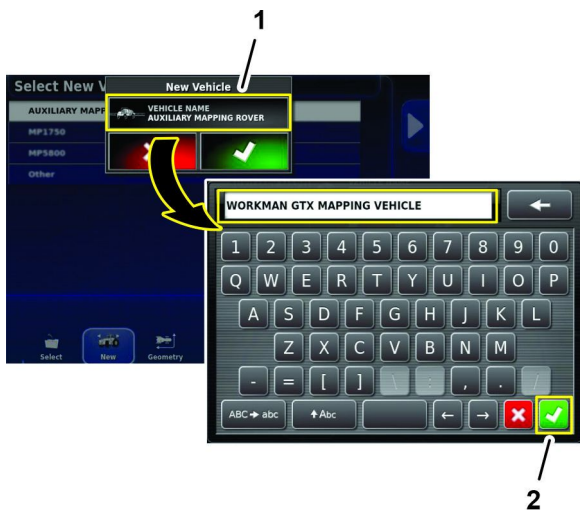 1
Select New V
New Vehicle
AUXILIARY MAPP
VEHICLE NAME
AUXILIARY MAPPING ROVER
MP1750
MP5800
Other
Select
New
Geometry
WORKMAN GTX MAPPING VEHICLE
←
1 2 3 4 5 6 7 8 9 0
Q W E R T Y U I O P
A S D F G H J K L
Z X C V B N M
- = [ ] \ : , . /
ABC → abc
↑ Abc
← →
2